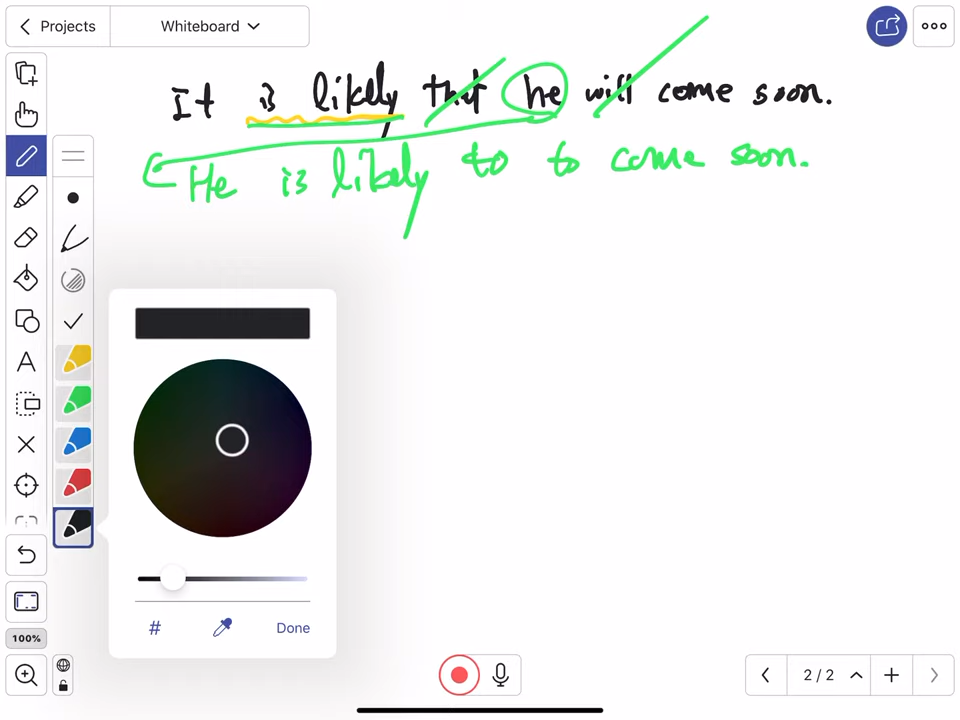 Projects
Whiteboard
It is likely that he will come soon.
He is likely to to come soon.
A
#
Done
100%
2 / 2